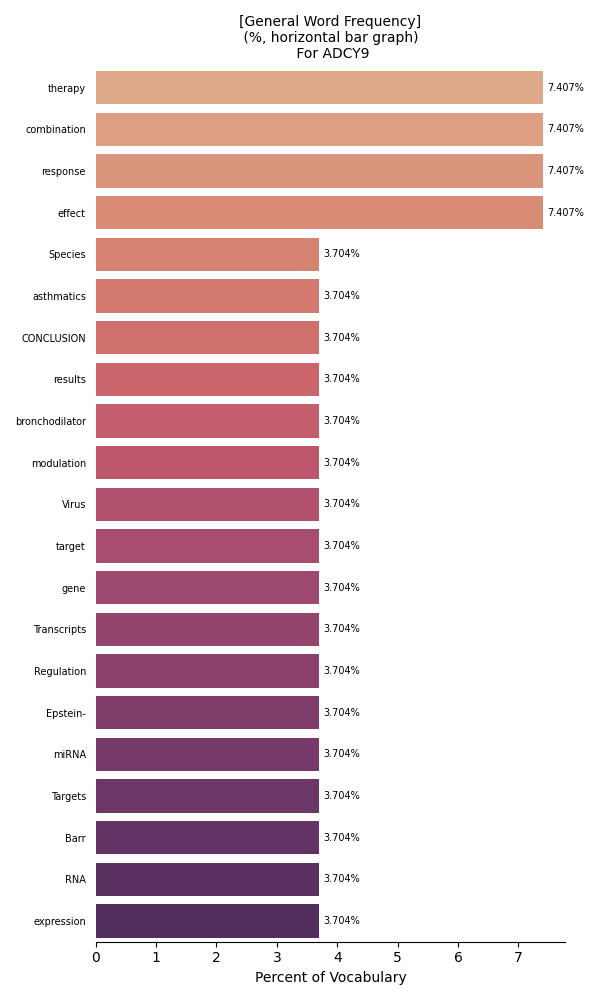 [General Word Frequency]
(%, horizontal bar graph)
For ADCY9
therapy 7.407%
combination 7.407%
response 7.407%
effect 7.407%
Species 3.704%
asthmatics 3.704%
CONCLUSION 3.704%
results 3.704%
bronchodilator 3.704%
modulation 3.704%
Virus 3.704%
target 3.704%
gene 3.704%
Transcripts 3.704%
Regulation 3.704%
Epstein- 3.704%
miRNA 3.704%
Targets 3.704%
Barr 3.704%
RNA 3.704%
expression 3.704%
0 1 2 3 4 5 6 7
Percent of Vocabulary